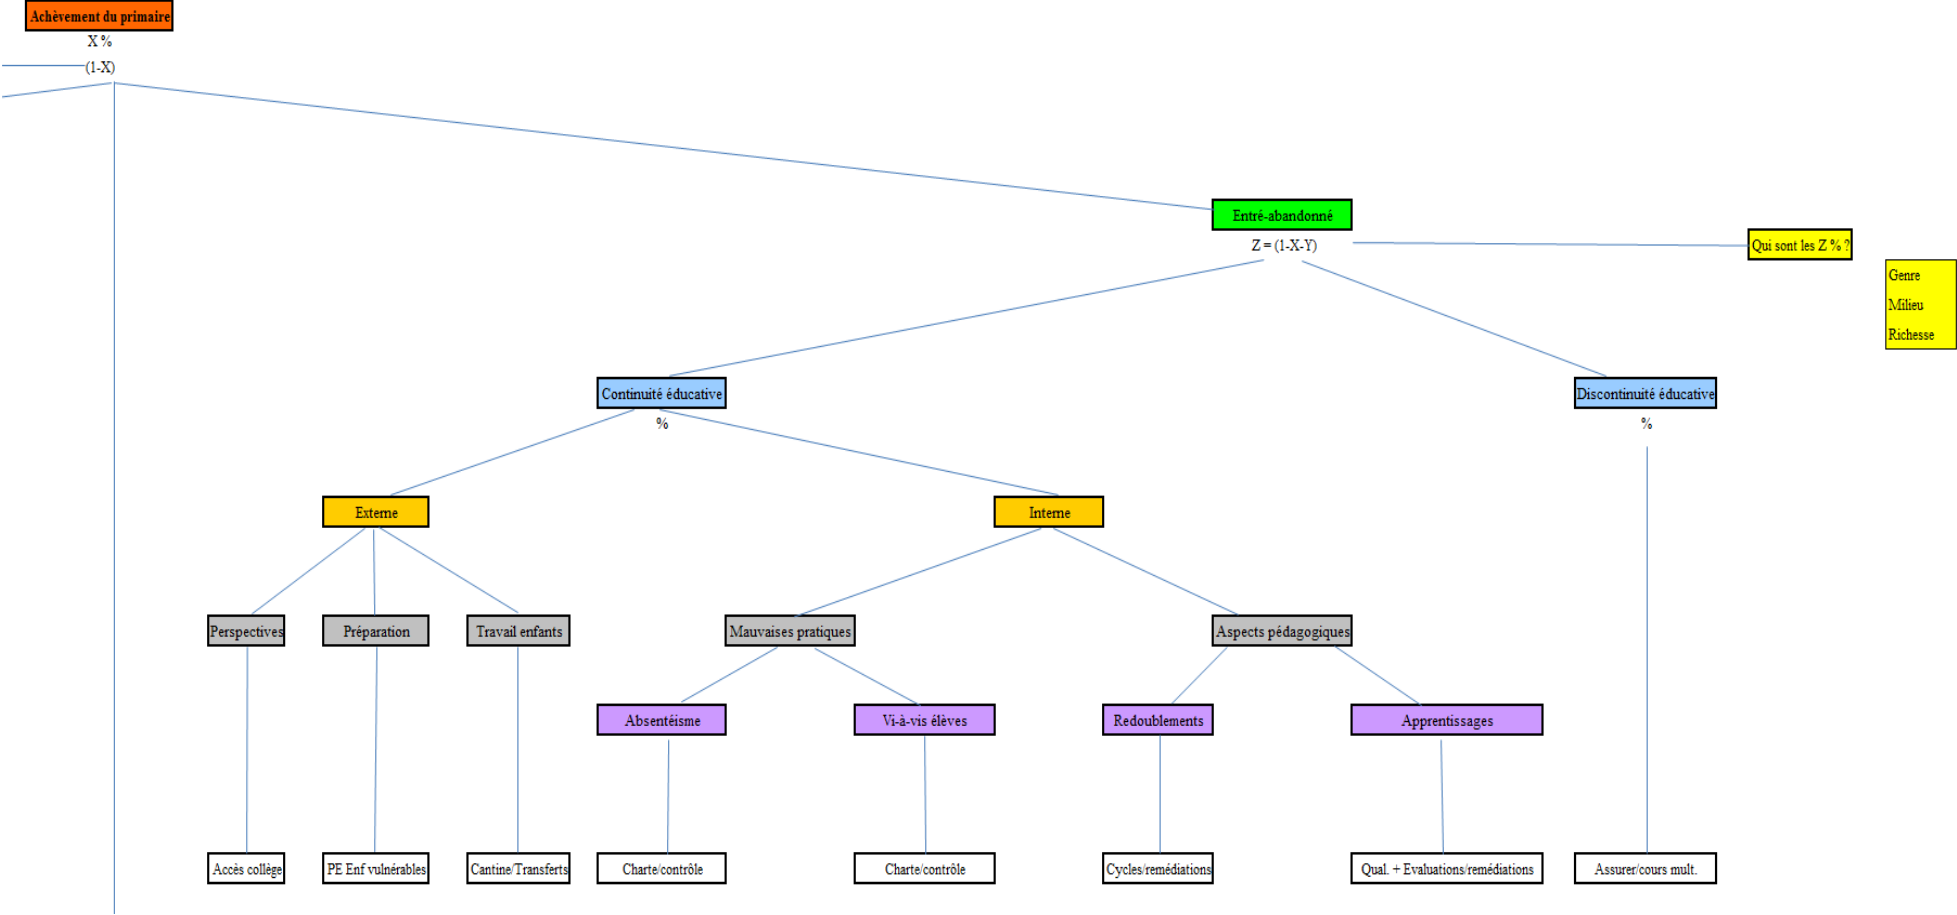 Achèvement du primaire
X %
(1-X)
Entré-abandonné
Z = (1-X-Y)
Qui sont les Z % ?
Genre
Milieu
Richesse
Continuité éducative
%
Discontinuité éducative
%
Externe
Interne
Perspectives
Préparation
Travail enfants
Mauvaises pratiques
Aspects pédagogiques
Absentéisme
Vi-à-vis élèves
Redoublements
Apprentissages
Accès collège
PE Enf vulnérables
Cantine/Transferts
Charte/contrôle
Charte/contrôle
Cycles/remédiations
Qual. + Evaluations/remédiations
Assurer/cours mult.